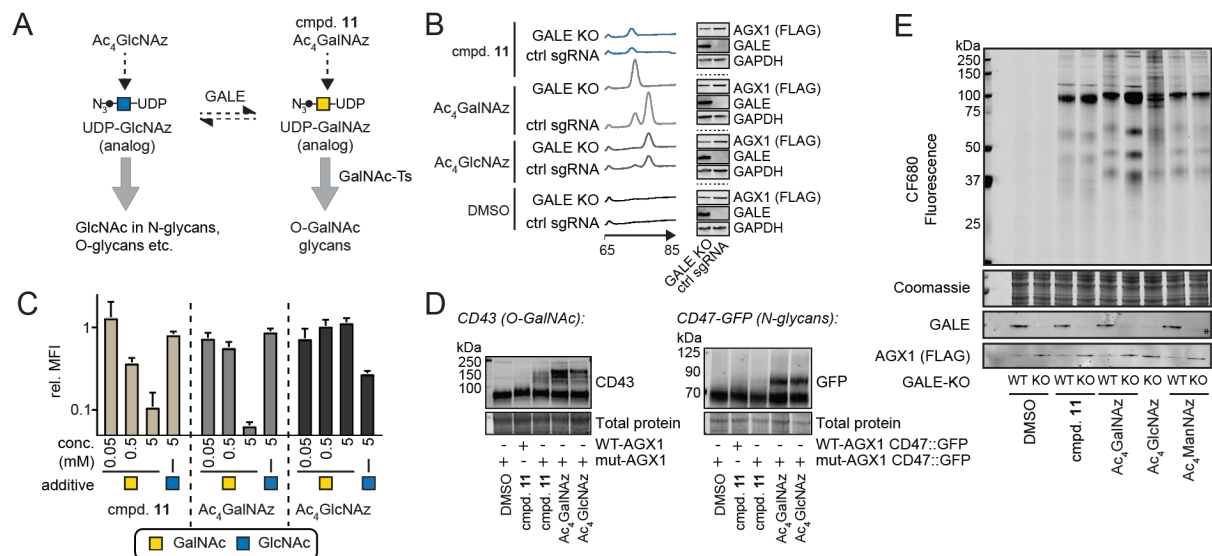 A
cmpd. 11
Ac4GlcNAz
Ac4GalNAz
N3
UDP
GALE
N3
UDP
UDP-GlcNAz
(analog)
UDP-GalNAz
(analog)
GalNAc-Ts
GlcNAc in N-glycans,
O-glycans etc.
O-GalNAc
glycans
B
cmpd. 11
GALE KO
ctrl sgRNA
AGX1 (FLAG)
GALE
GAPDH
Ac4GalNAz
GALE KO
ctrl sgRNA
AGX1 (FLAG)
GALE
GAPDH
Ac4GlcNAz
GALE KO
ctrl sgRNA
AGX1 (FLAG)
GALE
GAPDH
DMSO
GALE KO
ctrl sgRNA
AGX1 (FLAG)
GALE
GAPDH
65
85
GALE KO
ctrl sgRNA
C
rel. MFI
1
0.1
conc.
(mM)
0.05 0.5 5 5 0.05 0.5 5 5 0.05 0.5 5 5
additive
cmpd. 11
Ac4GalNAz
Ac4GlcNAz
GalNAc
GlcNAc
D
CD43 (O-GalNAc):
kDa
250
150
100
CD43
Total protein
- + - - - WT-AGX1
+ - + + + mut-AGX1
DMSO
cmpd. 11
cmpd. 11
Ac4GalNAz
Ac4GlcNAz
CD47-GFP (N-glycans):
kDa
125
90
70
GFP
Total protein
- + - - - WT-AGX1 CD47::GFP
+ - + + + mut-AGX1 CD47::GFP
DMSO
cmpd. 11
cmpd. 11
Ac4GalNAz
Ac4GlcNAz
E
kDa
250
150
100
50
37
25
CF680
Fluorescence
Coomassie
GALE
*
AGX1 (FLAG)
GALE-KO
WT KO WT KO WT KO KO WT KO
DMSO
cmpd. 11
Ac4GalNAz
Ac4GlcNAz
Ac4ManNAz